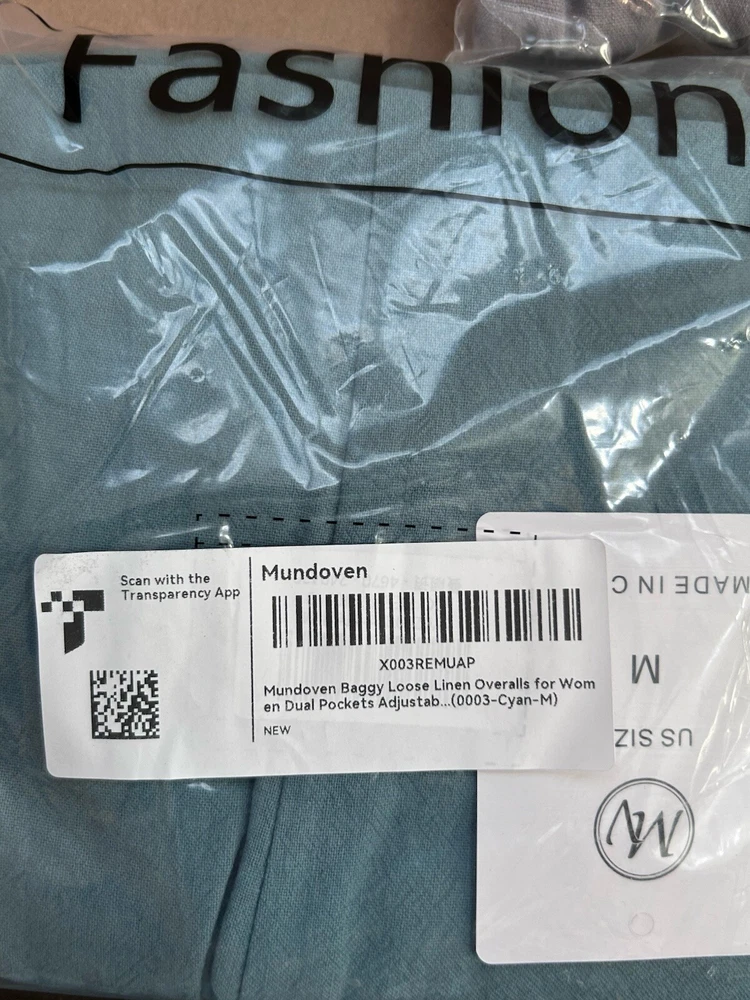 Fashion
Scan with the
Transparency App
Mundoven
X003REMUAP
Mundoven Baggy Loose Linen Overalls for Wom
en Dual Pockets Adjustab...(0003-Cyan-M)
NEW
MADE IN C
M
US SIZ